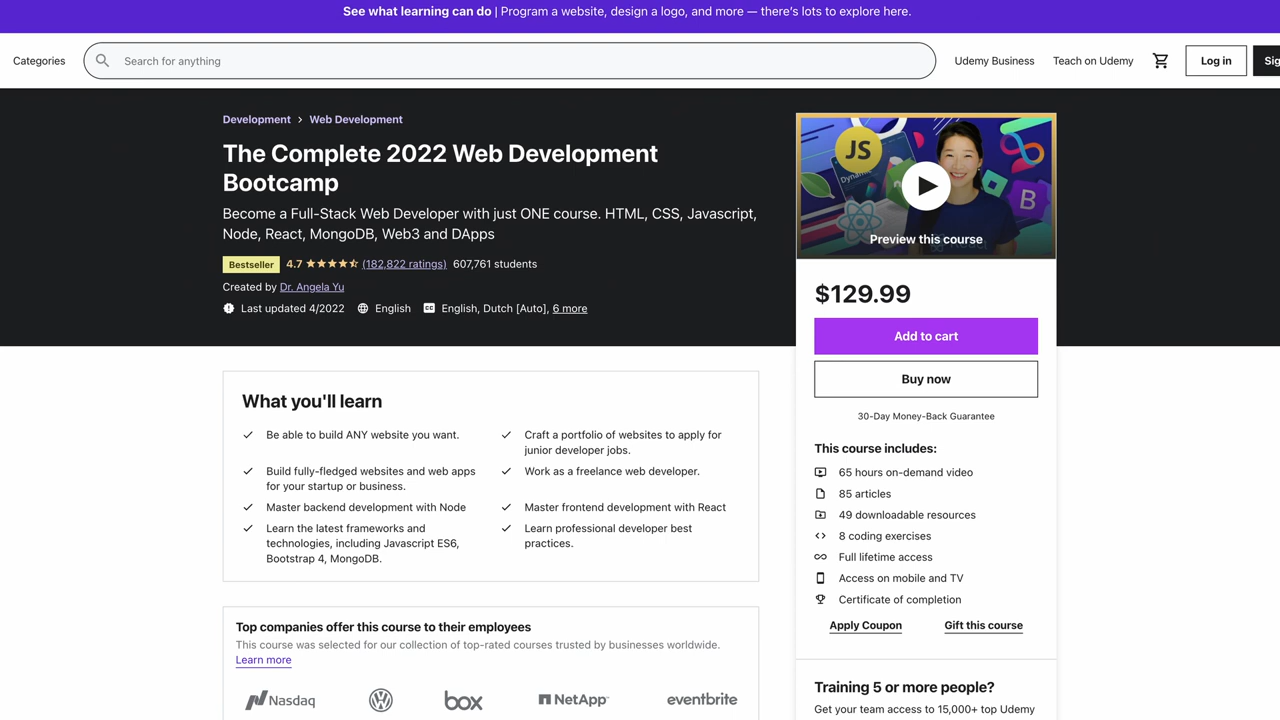 See what learning can do | Program a website, design a logo, and more — there's lots to explore here.
Categories
Search for anything
Udemy Business
Teach on Udemy
Log in
Development > Web Development
The Complete 2022 Web Development
Bootcamp
Become a Full-Stack Web Developer with just ONE course. HTML, CSS, Javascript,
Node, React, MongoDB, Web3 and DApps
Bestseller 4.7 (182,822 ratings) 607,761 students
Created by Dr. Angela Yu
Last updated 4/2022 English English, Dutch [Auto], 6 more
JS
B
Preview this course
$129.99
Add to cart
Buy now
30-Day Money-Back Guarantee
This course includes:
65 hours on-demand video
85 articles
49 downloadable resources
8 coding exercises
Full lifetime access
Access on mobile and TV
Certificate of completion
Apply Coupon
Gift this course
Training 5 or more people?
Get your team access to 15,000+ top Udemy
What you'll learn
Be able to build ANY website you want.
Craft a portfolio of websites to apply for
junior developer jobs.
Build fully-fledged websites and web apps
for your startup or business.
Work as a freelance web developer.
Master backend development with Node
Master frontend development with React
Learn the latest frameworks and
technologies, including Javascript ES6,
Bootstrap 4, MongoDB.
Learn professional developer best
practices.
Top companies offer this course to their employees
This course was selected for our collection of top-rated courses trusted by businesses worldwide.
Learn more
Nasdaq
box
NetApp
eventbrite